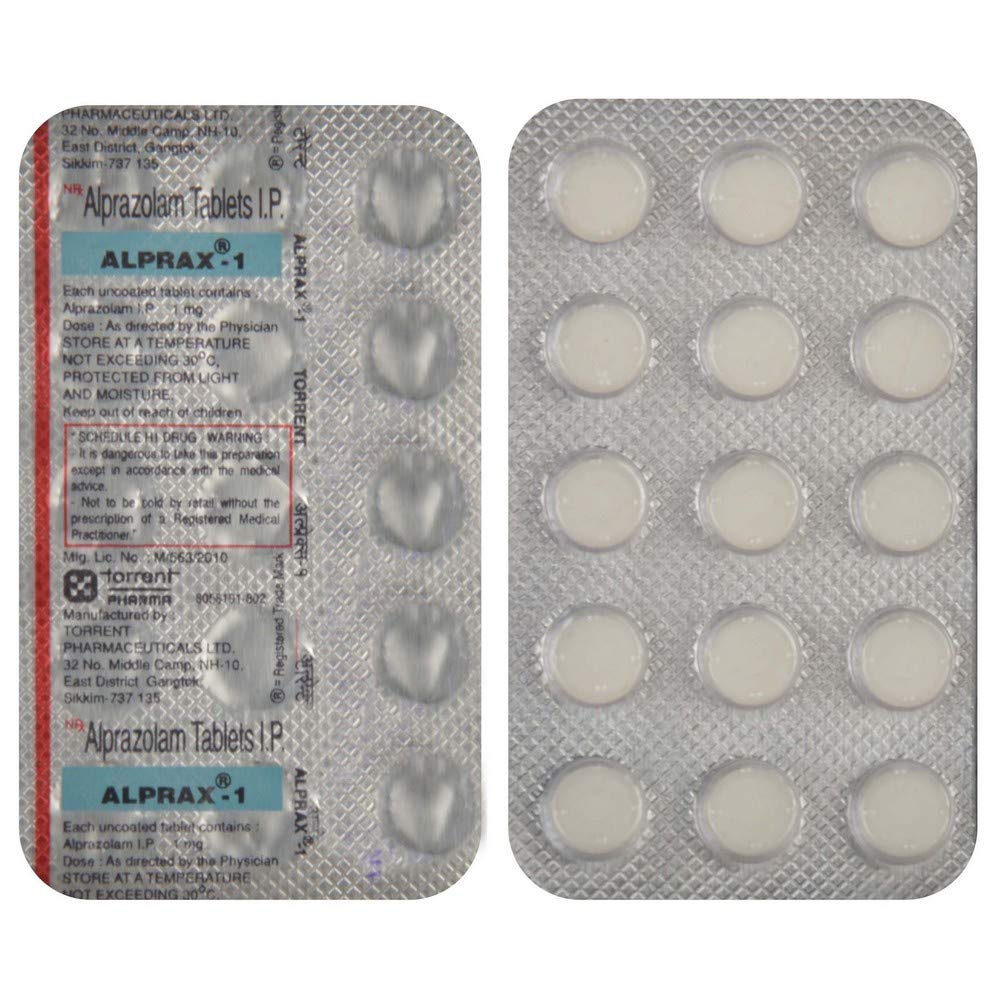 PHARMACEUTICALS LTD.
32 No. Middle Camp, NH-10,
East District, Gangtok,
Sikkim-737 135
NRx Alprazolam Tablets I.P.
ALPRAX®-1
Each uncoated tablet contains :
Alprazolam I.P. 1 mg
Dose : As directed by the Physician
STORE AT A TEMPERATURE
NOT EXCEEDING 30°C,
PROTECTED FROM LIGHT
AND MOISTURE.
Keep out of reach of children
"SCHEDULE H1 DRUG WARNING :
- It is dangerous to take this preparation
except in accordance with the medical
advice.
- Not to be sold by retail without the
prescription of a Registered Medical
Practitioner."
Mfg. Lic. No. : M/563/2010
torrent
PHARMA 8056191-802
Manufactured by :
TORRENT
PHARMACEUTICALS LTD.
32 No. Middle Camp, NH-10,
East District Gangtok,
Sikkim-737 135
NRx Alprazolam Tablets I.P.
ALPRAX®-1
Each uncoated tablet contains :
Alprazolam I.P. 1 mg
Dose : As directed by the Physician
STORE AT A TEMPERATURE
NOT EXCEEDING 30°C,
® = Regist
ALPRAX®-1
TORRENT
® = Registered Trade Mark
ALPRAX®-1